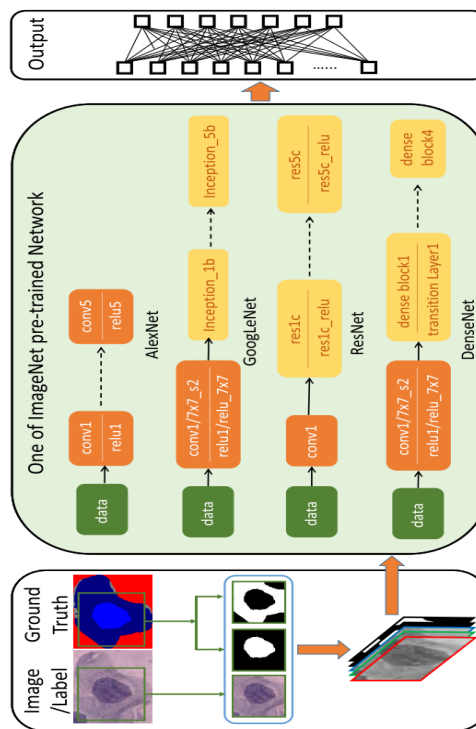 Image
/Label
Ground
Truth
One of ImageNet pre-trained Network
data
conv1
relu1
conv5
relu5
AlexNet
data
conv1/7x7_s2
relu1/relu_7x7
Inception_1b
Inception_5b
GoogLeNet
data
conv1
res1c
res1c_relu
res5c
res5c_relu
ResNet
data
conv1/7x7_s2
relu1/relu_7x7
dense block1
transition Layer1
dense
block4
DenseNet
Output
......